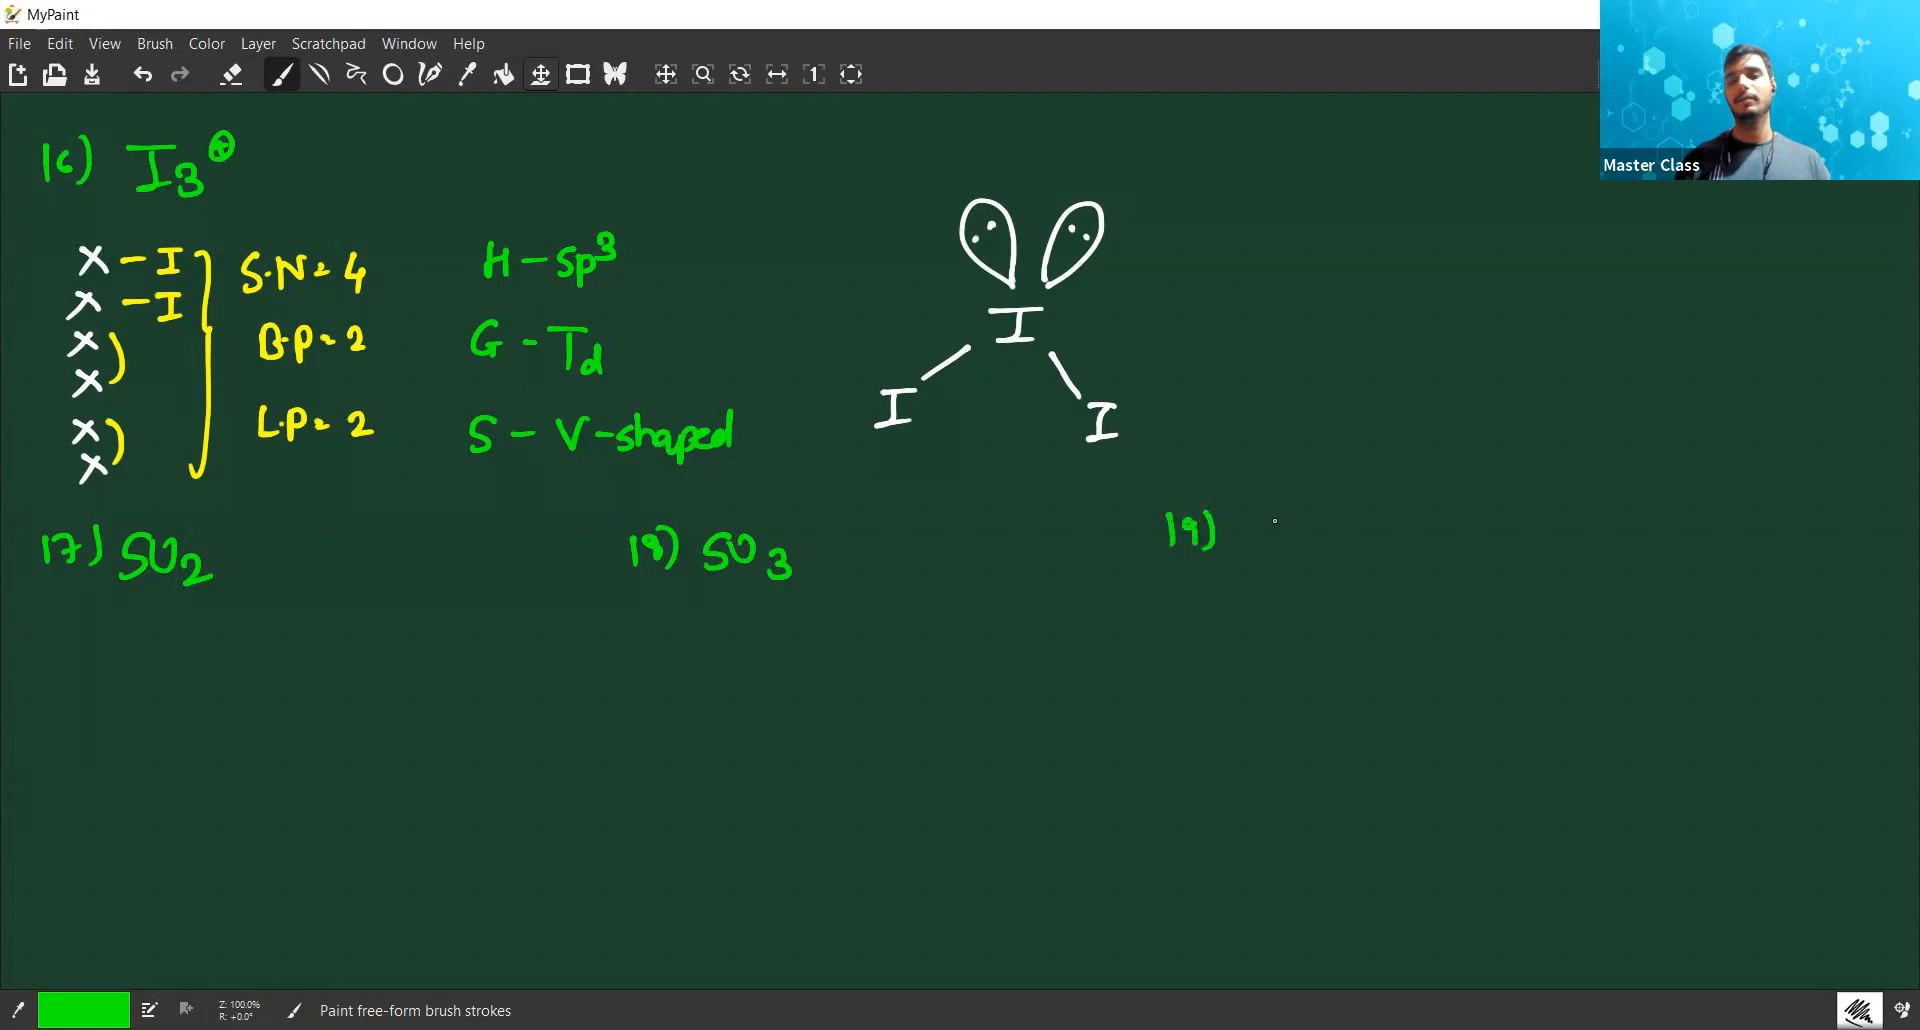 MyPaint
File Edit View Brush Color Layer Scratchpad Window Help
Master Class
16) I3⊕
x - I
x - I
x
x
x
x
S.N = 4
B.P = 2
L.P = 2
H - sp³
G - Td
S - V-shaped
I
I I
17) SO2 18) SO3 19)
Z: 100.0%
R: +0.0°
Paint free-form brush strokes